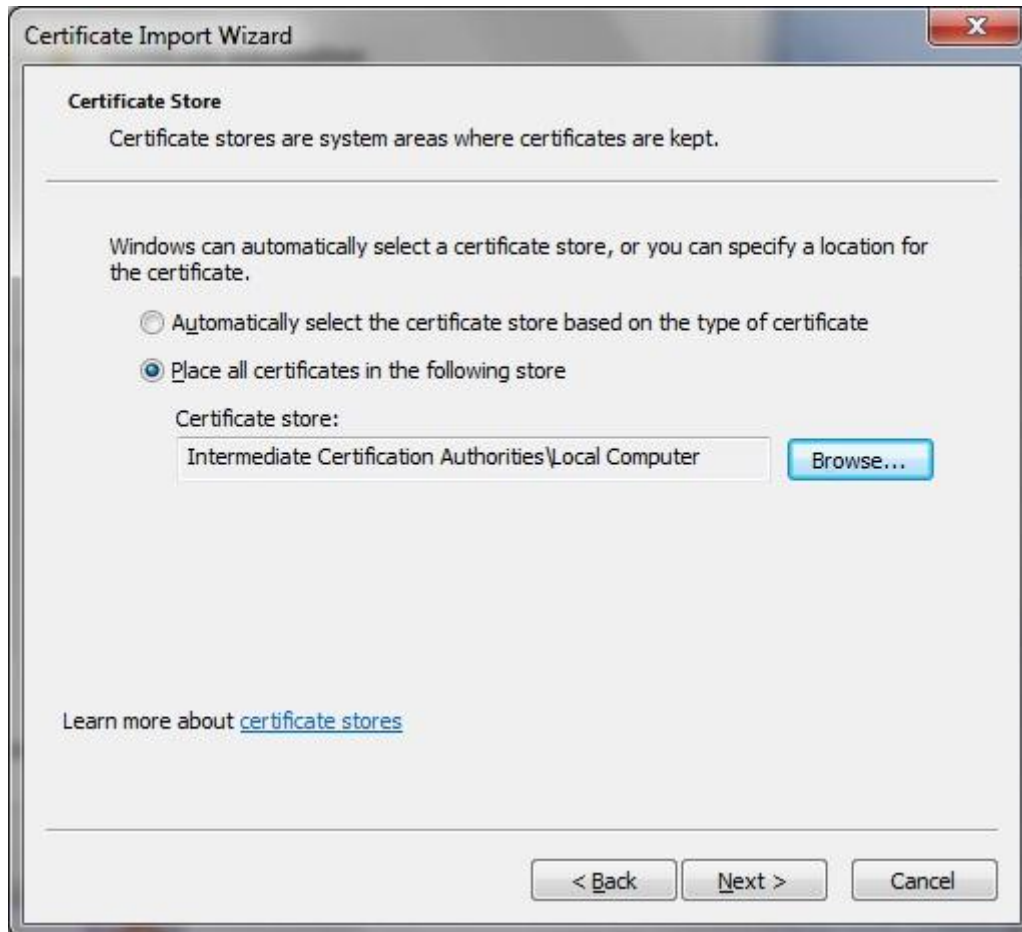 Certificate Import Wizard
Certificate Store
Certificate stores are system areas where certificates are kept.
Windows can automatically select a certificate store, or you can specify a location for
the certificate.
Automatically select the certificate store based on the type of certificate
Place all certificates in the following store
Certificate store:
Intermediate Certification Authorities\Local Computer
Browse...
Learn more about certificate stores
< Back
Next >
Cancel